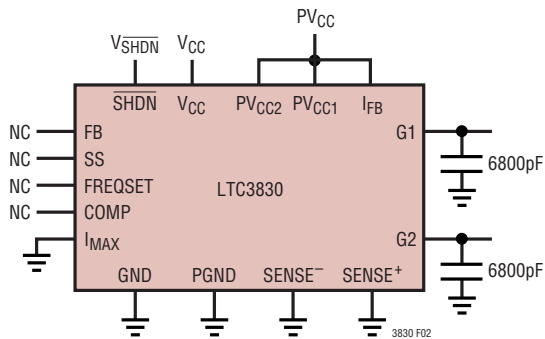 PVCC
VSHDN VCC
SHDN VCC PVCC2 PVCC1 IFB
NC FB G1
NC SS 6800pF
NC FREQSET
LTC3830
NC COMP
IMAX G2
6800pF
GND PGND SENSE– SENSE+
3830 F02